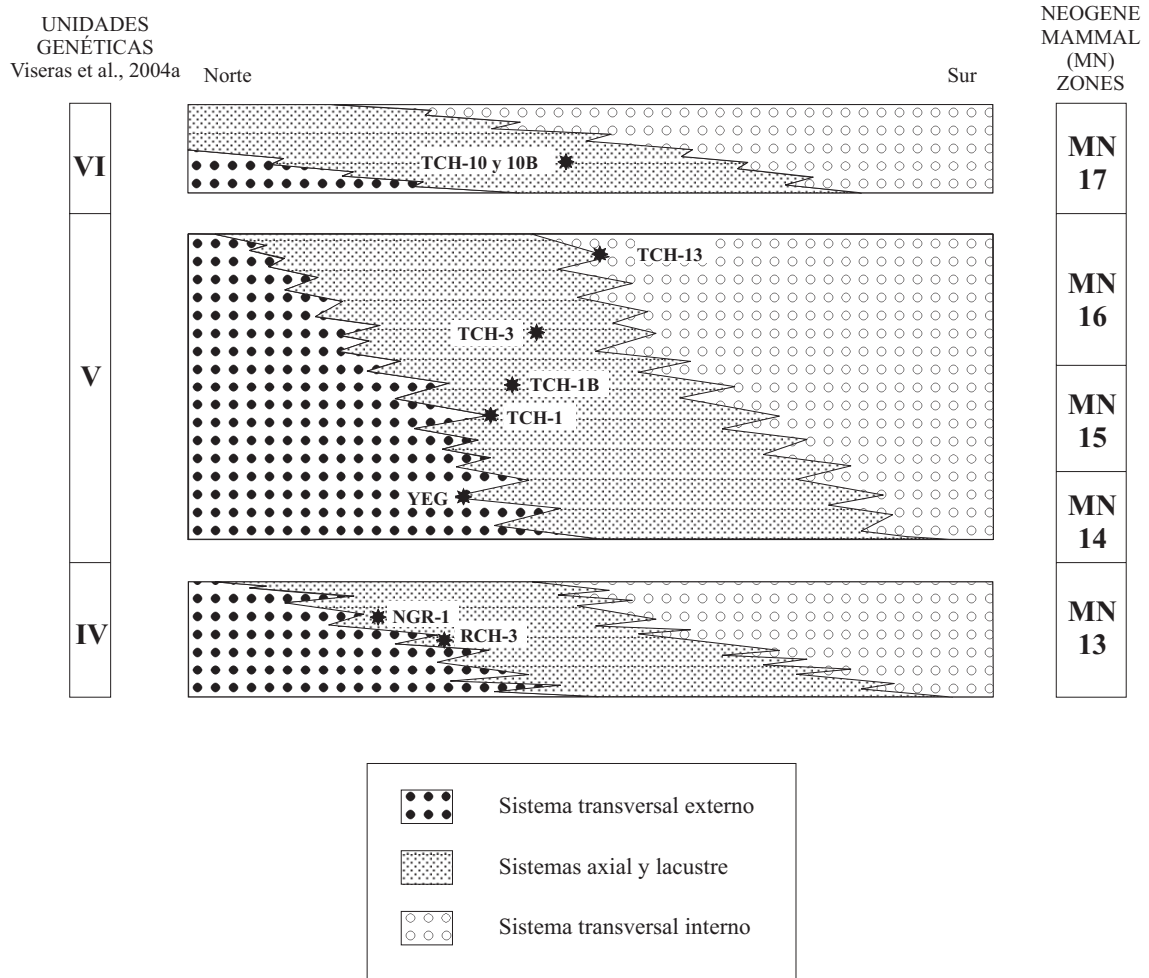 UNIDADES
GENÉTICAS
Viseras et al., 2004a
Norte
Sur
NEOGENE
MAMMAL
(MN)
ZONES
VI
TCH-10 y 10B
MN
17
V
TCH-13
TCH-3
TCH-1B
TCH-1
YEG
MN
16
MN
15
MN
14
IV
NGR-1
RCH-3
MN
13
Sistema transversal externo
Sistemas axial y lacustre
Sistema transversal interno